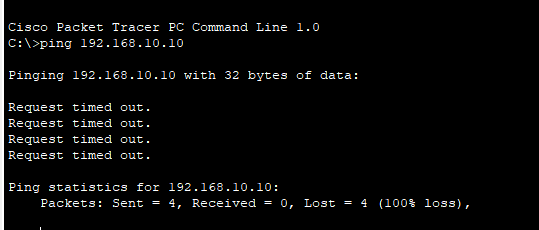 Cisco Packet Tracer PC Command Line 1.0
C:\>ping 192.168.10.10
Pinging 192.168.10.10 with 32 bytes of data:
Request timed out.
Request timed out.
Request timed out.
Request timed out.
Ping statistics for 192.168.10.10:
    Packets: Sent = 4, Received = 0, Lost = 4 (100% loss),